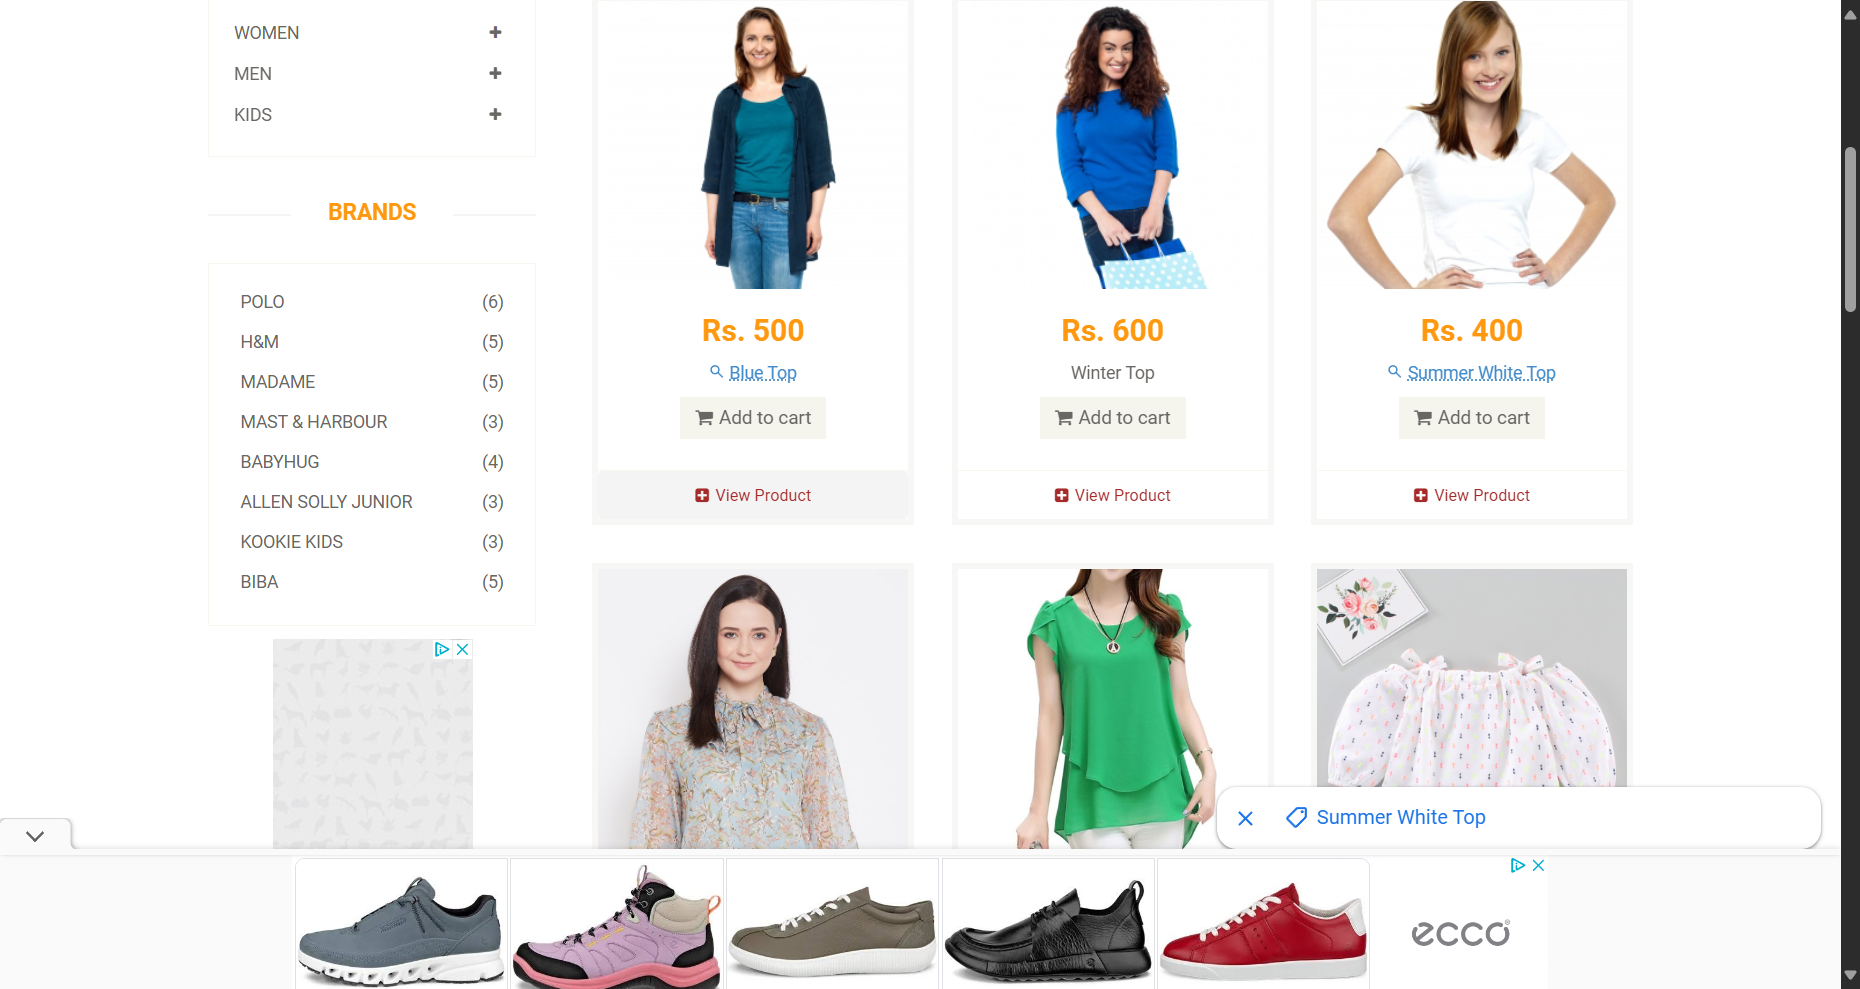 WOMEN
MEN
KIDS
BRANDS
POLO (6)
H&M (5)
MADAME (5)
MAST & HARBOUR (3)
BABYHUG (4)
ALLEN SOLLY JUNIOR (3)
KOOKIE KIDS (3)
BIBA (5)
Rs. 500
Blue Top
Add to cart
View Product
Rs. 600
Winter Top
Add to cart
View Product
Rs. 400
Summer White Top
Add to cart
View Product
Summer White Top
ecco®